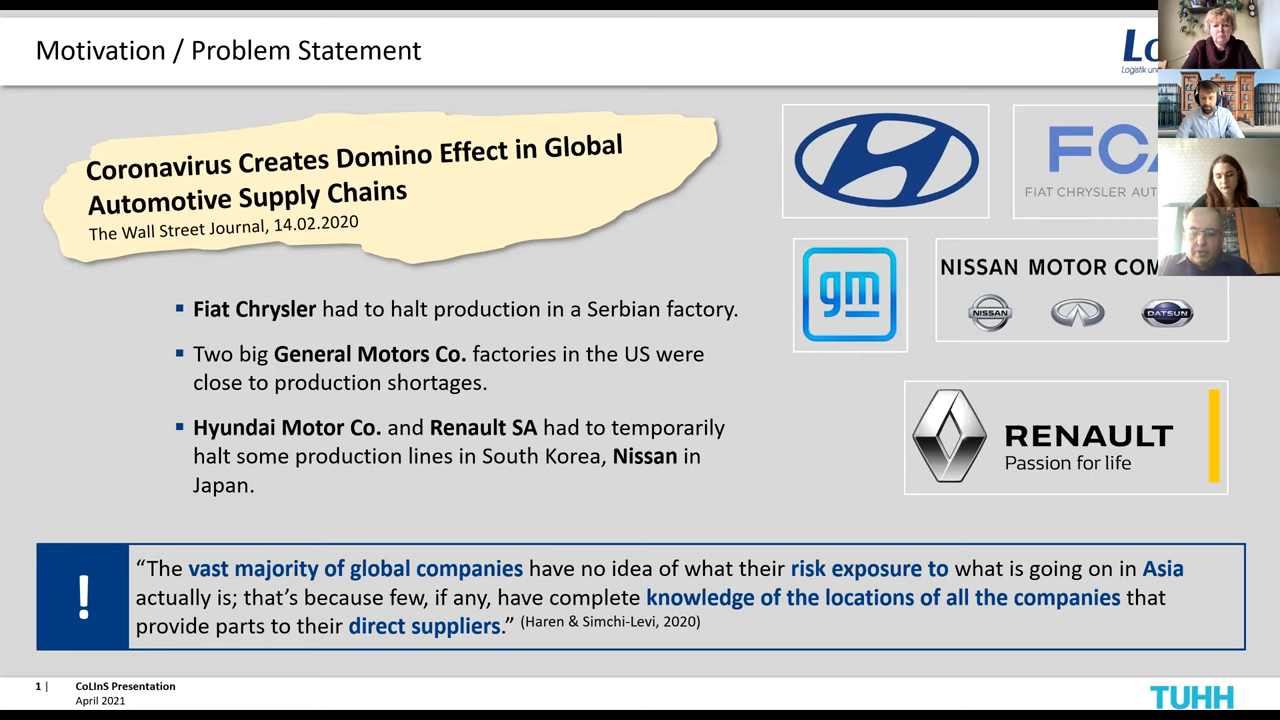 Motivation / Problem Statement
Lo
Logistik un
Coronavirus Creates Domino Effect in Global
Automotive Supply Chains
The Wall Street Journal, 14.02.2020
FCA
FIAT CHRYSLER AUT
gm
NISSAN MOTOR COM
NISSAN
DATSUN
▪ Fiat Chrysler had to halt production in a Serbian factory.
▪ Two big General Motors Co. factories in the US were
close to production shortages.
▪ Hyundai Motor Co. and Renault SA had to temporarily
halt some production lines in South Korea, Nissan in
Japan.
RENAULT
Passion for life
!
“The vast majority of global companies have no idea of what their risk exposure to what is going on in Asia
actually is; that’s because few, if any, have complete knowledge of the locations of all the companies that
provide parts to their direct suppliers.” (Haren & Simchi-Levi, 2020)
1 | CoLInS Presentation
April 2021
TUHH